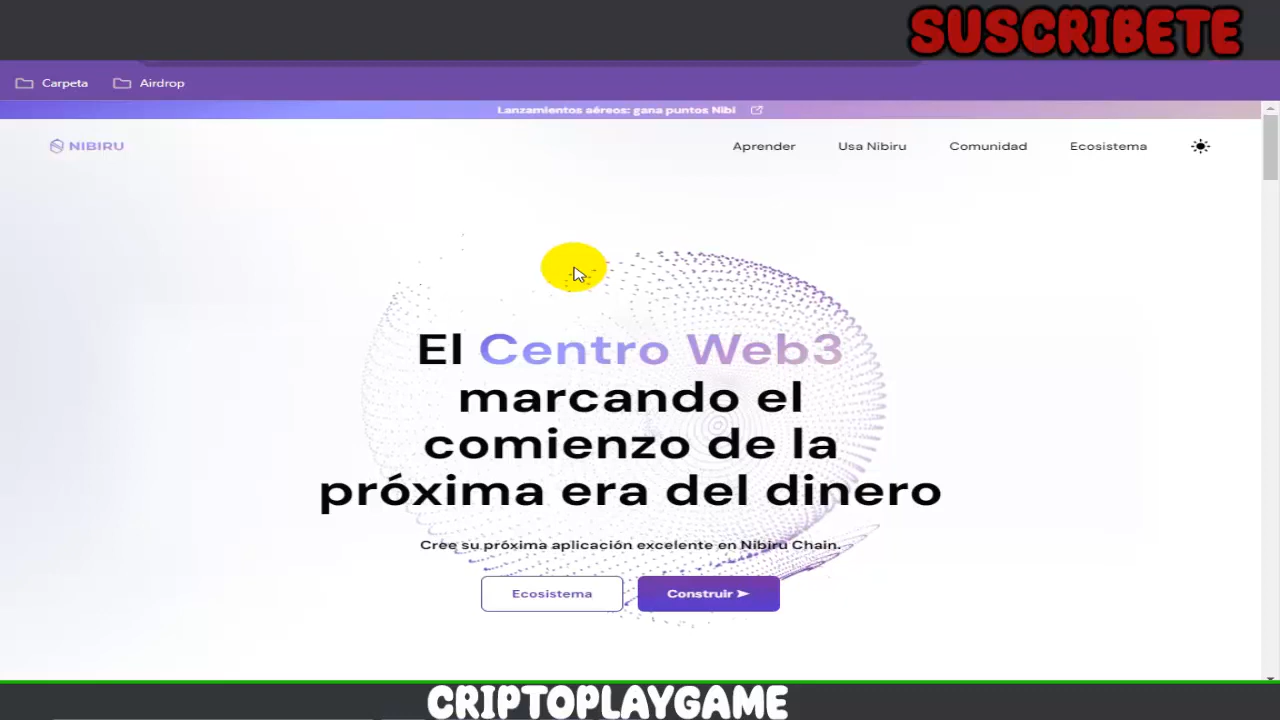 SUSCRIBETE
Carpeta Airdrop
Lanzamientos aéreos: gana puntos Nibi
NIBIRU Aprender Usa Nibiru Comunidad Ecosistema
El Centro Web3
marcando el
comienzo de la
próxima era del dinero
Cree su próxima aplicación excelente en Nibiru Chain.
Ecosistema Construir
CRIPTOPLAYGAME